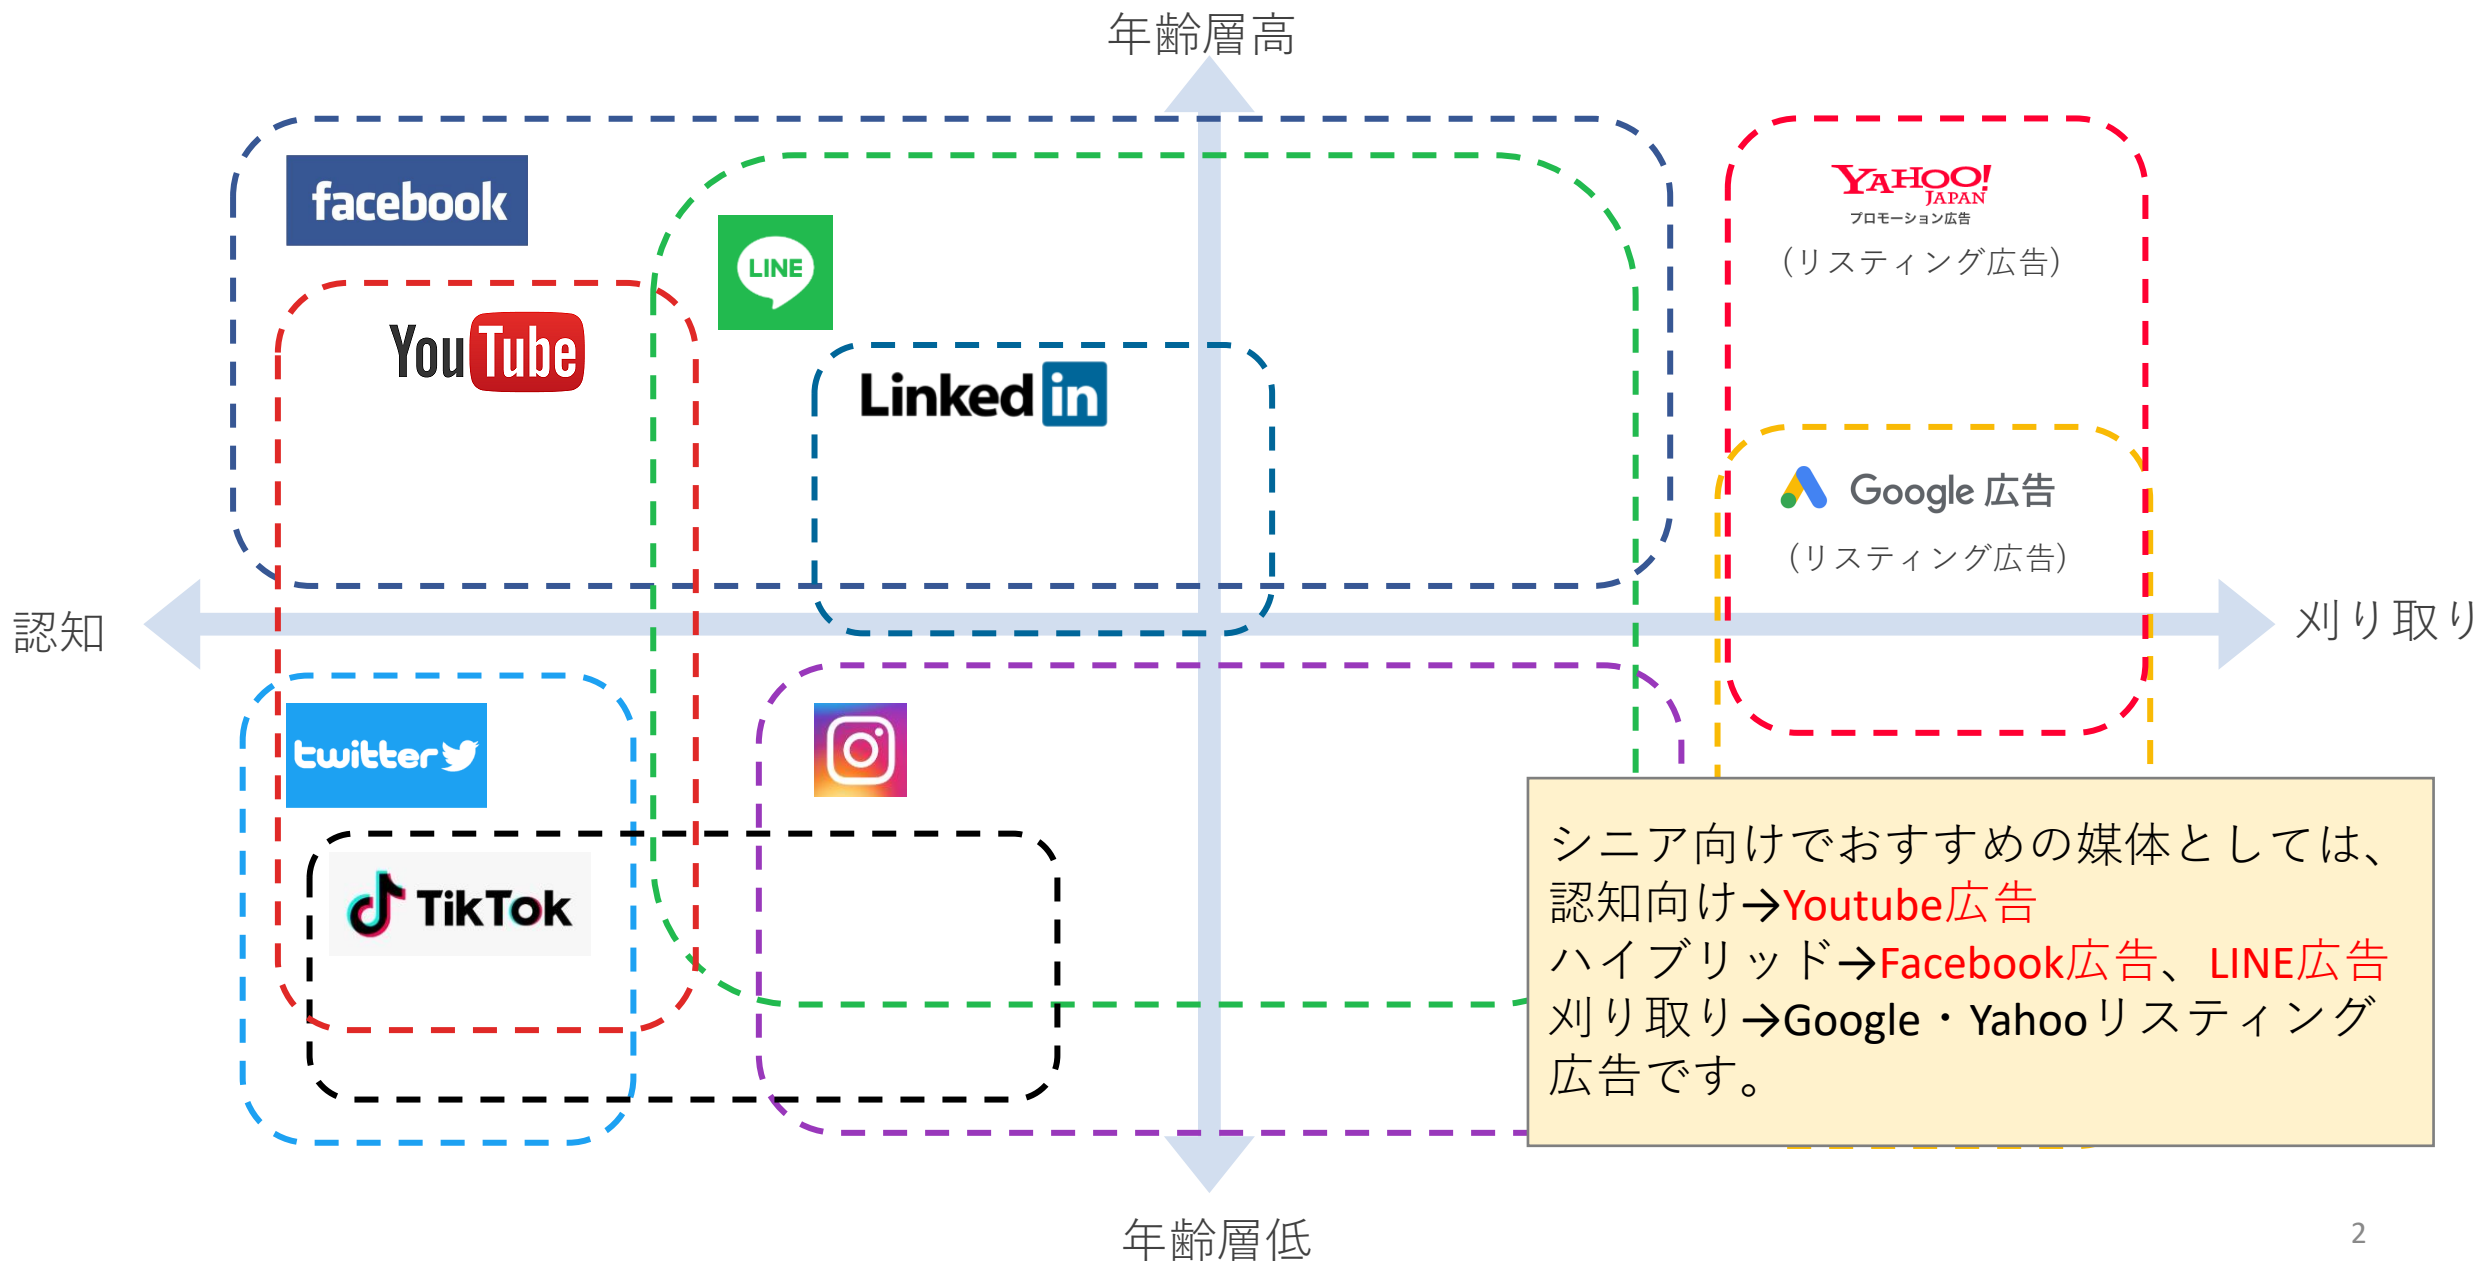 年齢層高
facebook
YAHOO!
JAPAN
プロモーション広告
(リスティング広告)
LINE
YouTube
Linked in
Google 広告
(リスティング広告)
認知
刈り取り
twitter
TikTok
シニア向けでおすすめの媒体としては、
認知向け→Youtube広告
ハイブリッド→Facebook広告、LINE広告
刈り取り→Google・Yahooリスティング
広告です。
年齢層低
2